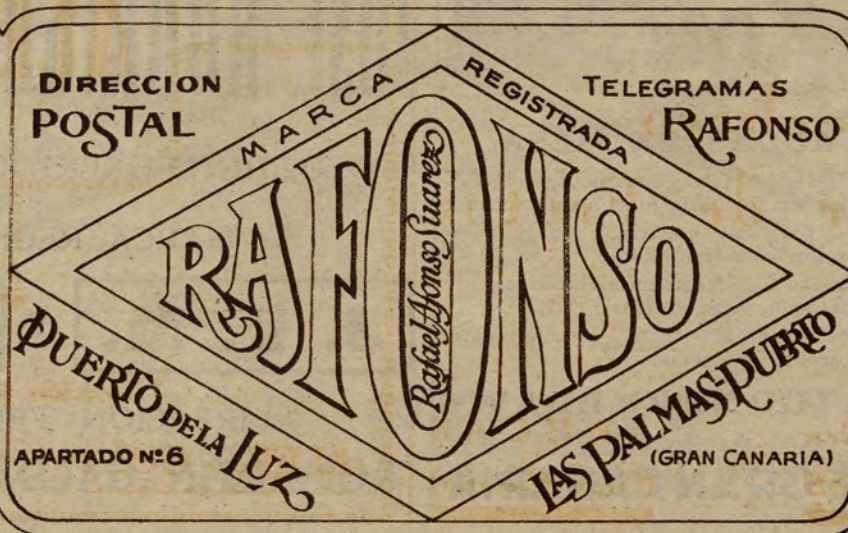 DIRECCION
POSTAL
TELEGRAMAS
RAFONSO
MARCA REGISTRADA
RAFONSO
Rafael Afonso Suarez
PUERTO DE LA LUZ
APARTADO Nº 6
LAS PALMAS-PUERTO
(GRAN CANARIA)